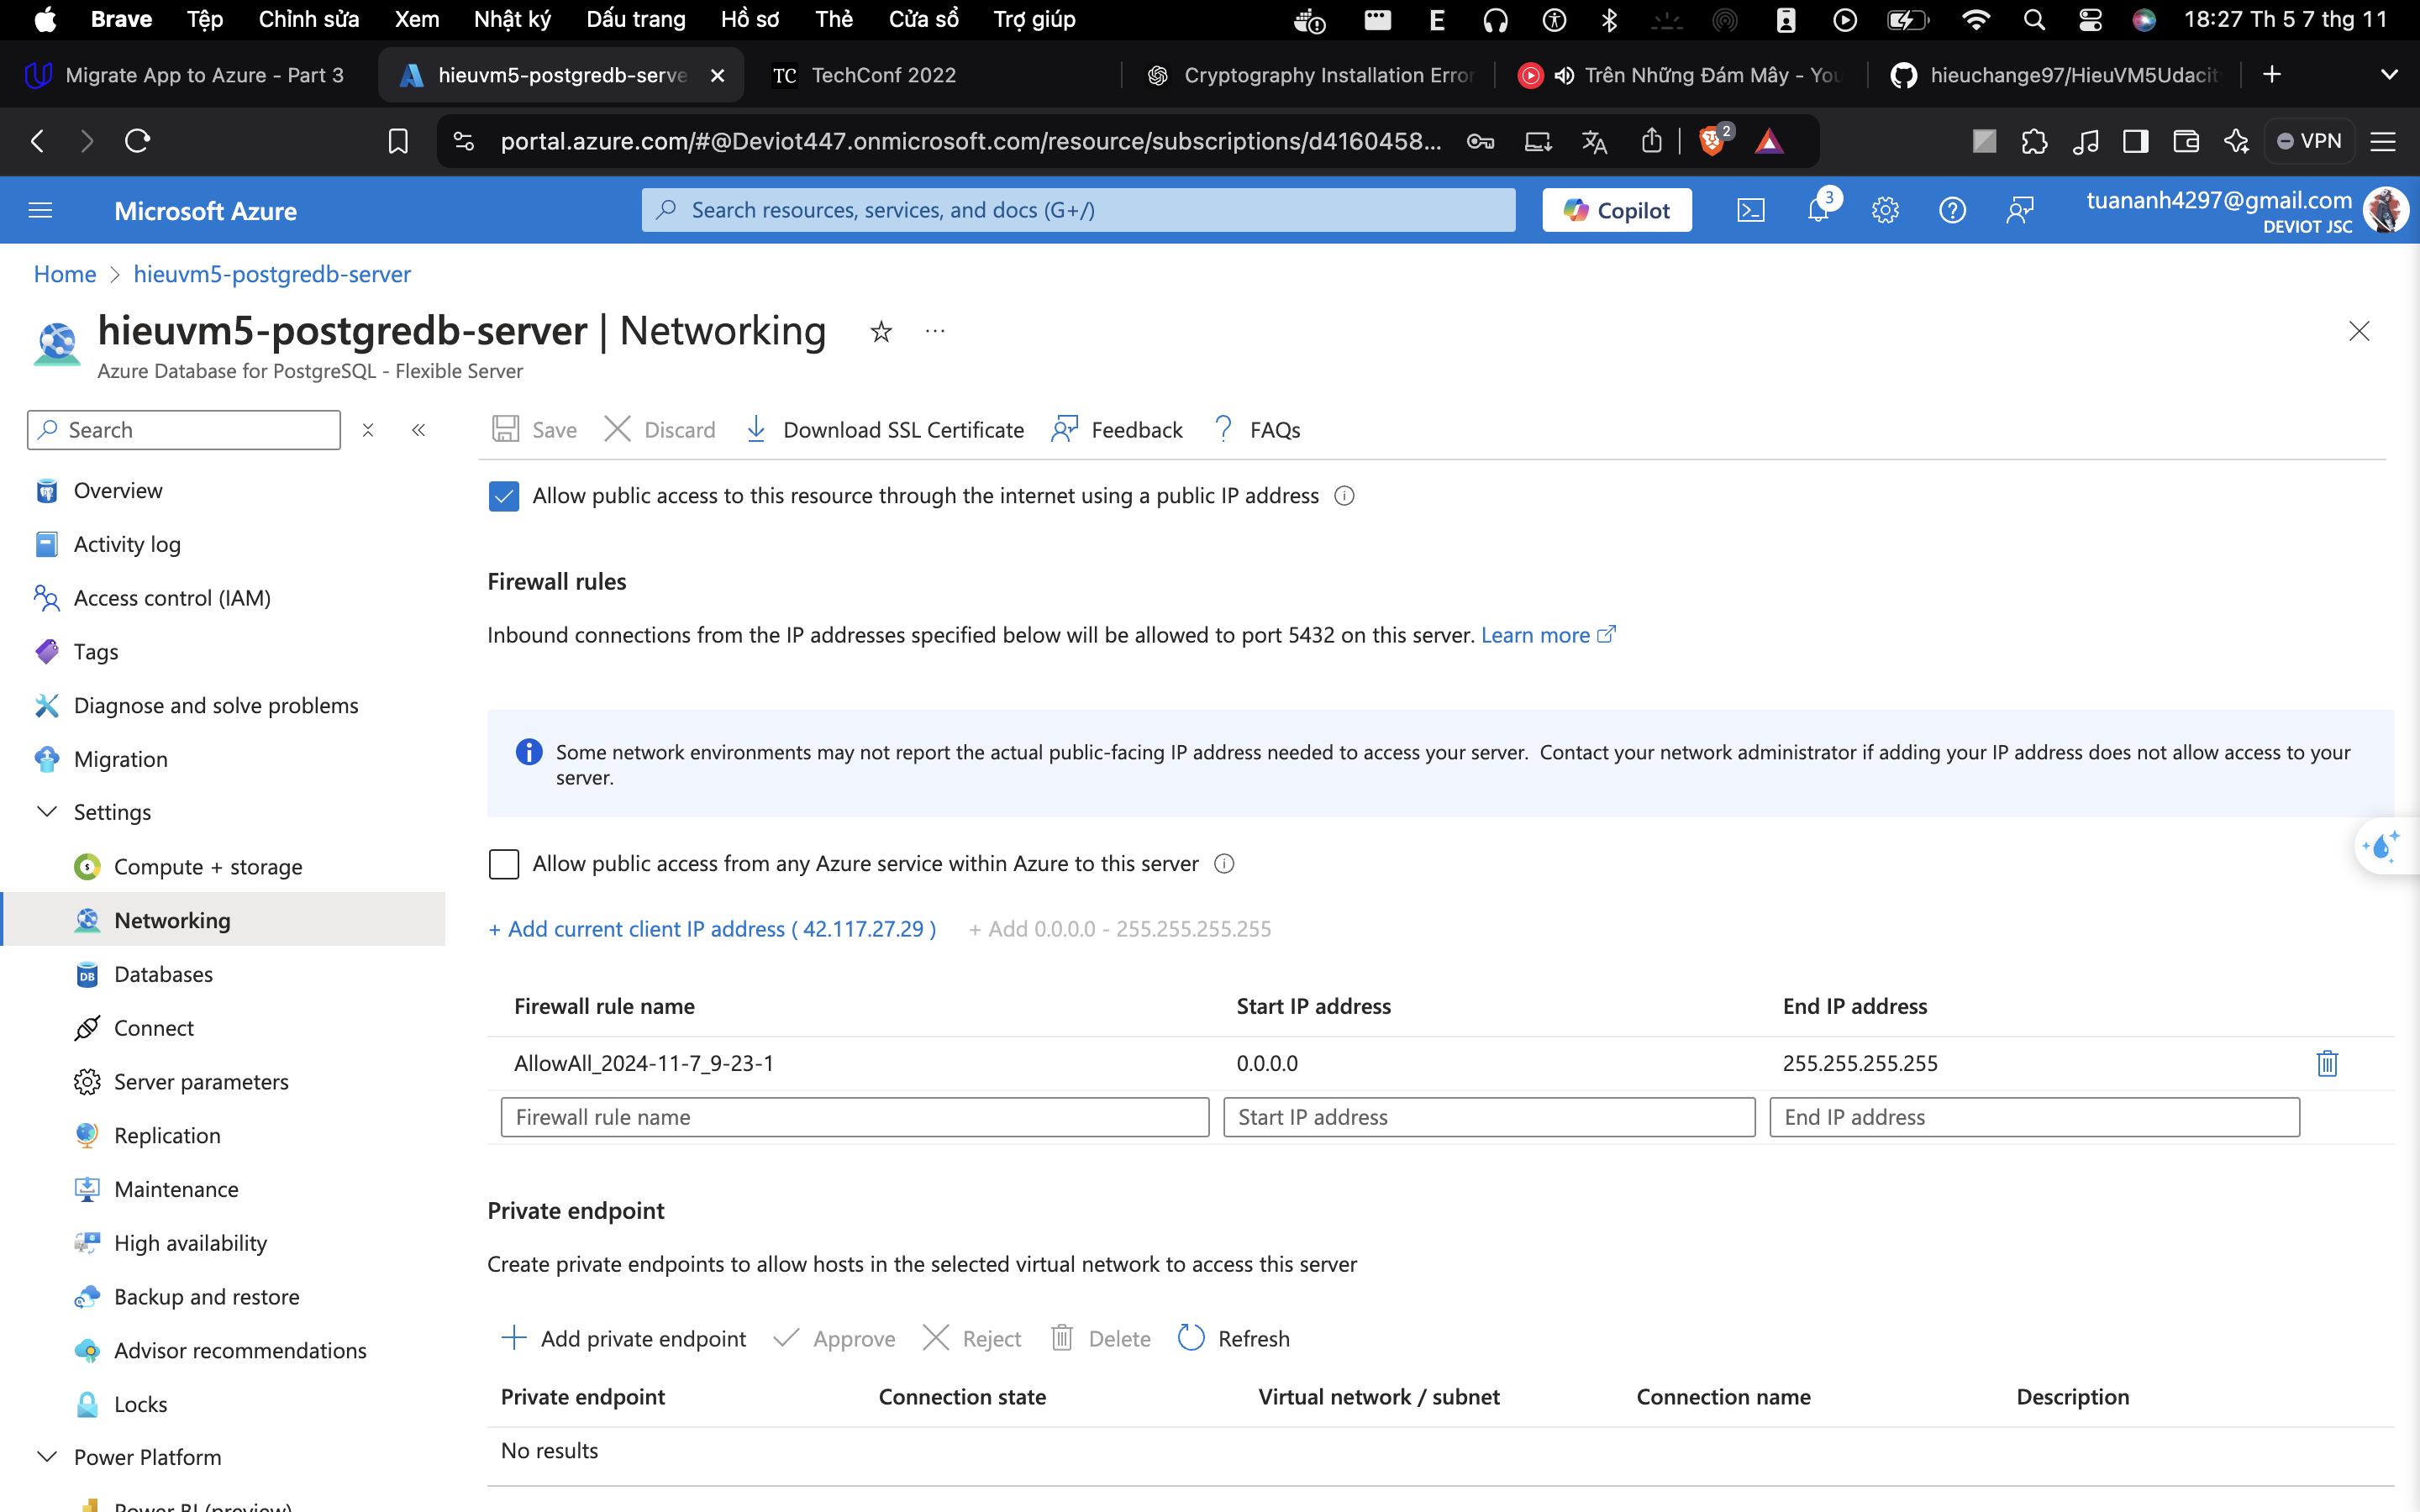 Brave Tệp Chỉnh sửa Xem Nhật ký Dấu trang Hồ sơ Thẻ Cửa sổ Trợ giúp 18:27 Th 5 7 thg 11
Migrate App to Azure - Part 3 hieuvm5-postgredb-serve TC TechConf 2022 Cryptography Installation Error Trên Những Đám Mây - You hieuchange97/HieuVM5Udacit
portal.azure.com/#@Deviot447.onmicrosoft.com/resource/subscriptions/d4160458... 2 VPN
Microsoft Azure Search resources, services, and docs (G+/) Copilot 3 tuananh4297@gmail.com
DEVIOT JSC
Home > hieuvm5-postgredb-server
hieuvm5-postgredb-server | Networking
Azure Database for PostgreSQL - Flexible Server
Search
Save Discard Download SSL Certificate Feedback FAQs
Overview
Activity log
Access control (IAM)
Tags
Diagnose and solve problems
Migration
Settings
Compute + storage
Networking
Databases
Connect
Server parameters
Replication
Maintenance
High availability
Backup and restore
Advisor recommendations
Locks
Power Platform
Power BI (preview)
Allow public access to this resource through the internet using a public IP address
Firewall rules
Inbound connections from the IP addresses specified below will be allowed to port 5432 on this server. Learn more
Some network environments may not report the actual public-facing IP address needed to access your server. Contact your network administrator if adding your IP address does not allow access to your
server.
Allow public access from any Azure service within Azure to this server
+ Add current client IP address ( 42.117.27.29 ) + Add 0.0.0.0 - 255.255.255.255
Firewall rule name Start IP address End IP address
AllowAll_2024-11-7_9-23-1 0.0.0.0 255.255.255.255
Firewall rule name Start IP address End IP address
Private endpoint
Create private endpoints to allow hosts in the selected virtual network to access this server
Add private endpoint Approve Reject Delete Refresh
Private endpoint Connection state Virtual network / subnet Connection name Description
No results